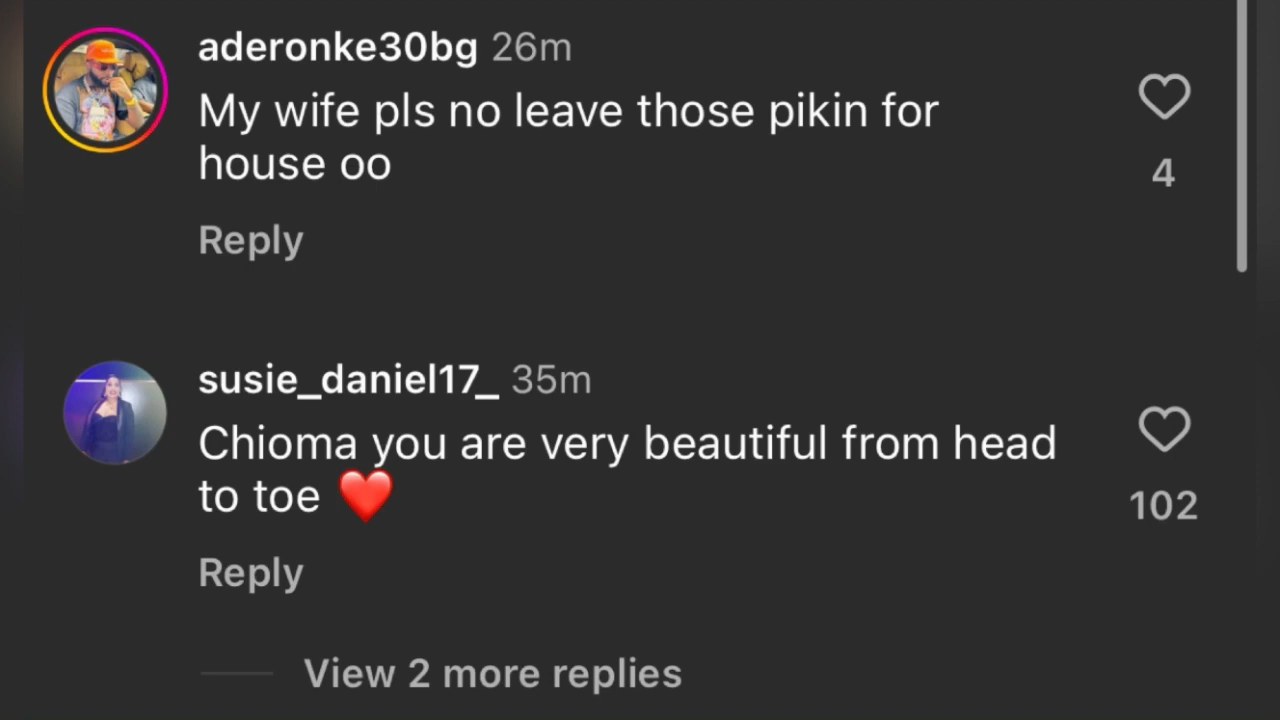 aderonke30bg 26m
My wife pls no leave those pikin for
house oo
4
Reply
susie_daniel17_ 35m
Chioma you are very beautiful from head
to toe ❤️
102
Reply
View 2 more replies